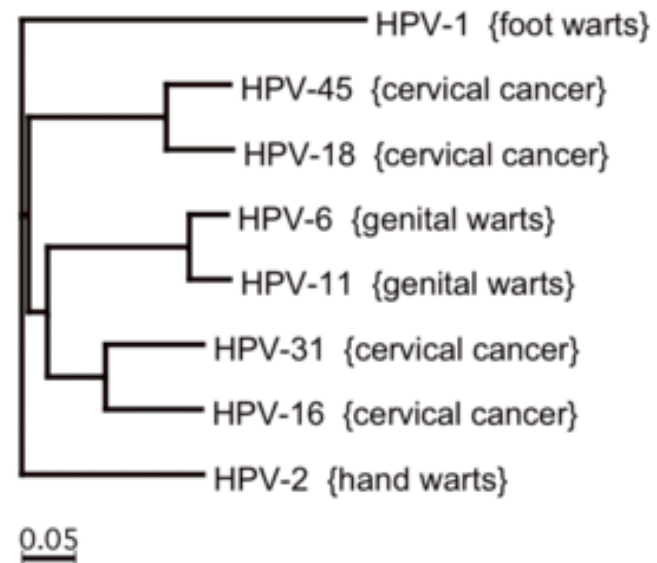 HPV-1 {foot warts}
HPV-45 {cervical cancer}
HPV-18 {cervical cancer}
HPV-6 {genital warts}
HPV-11 {genital warts}
HPV-31 {cervical cancer}
HPV-16 {cervical cancer}
HPV-2 {hand warts}
0.05